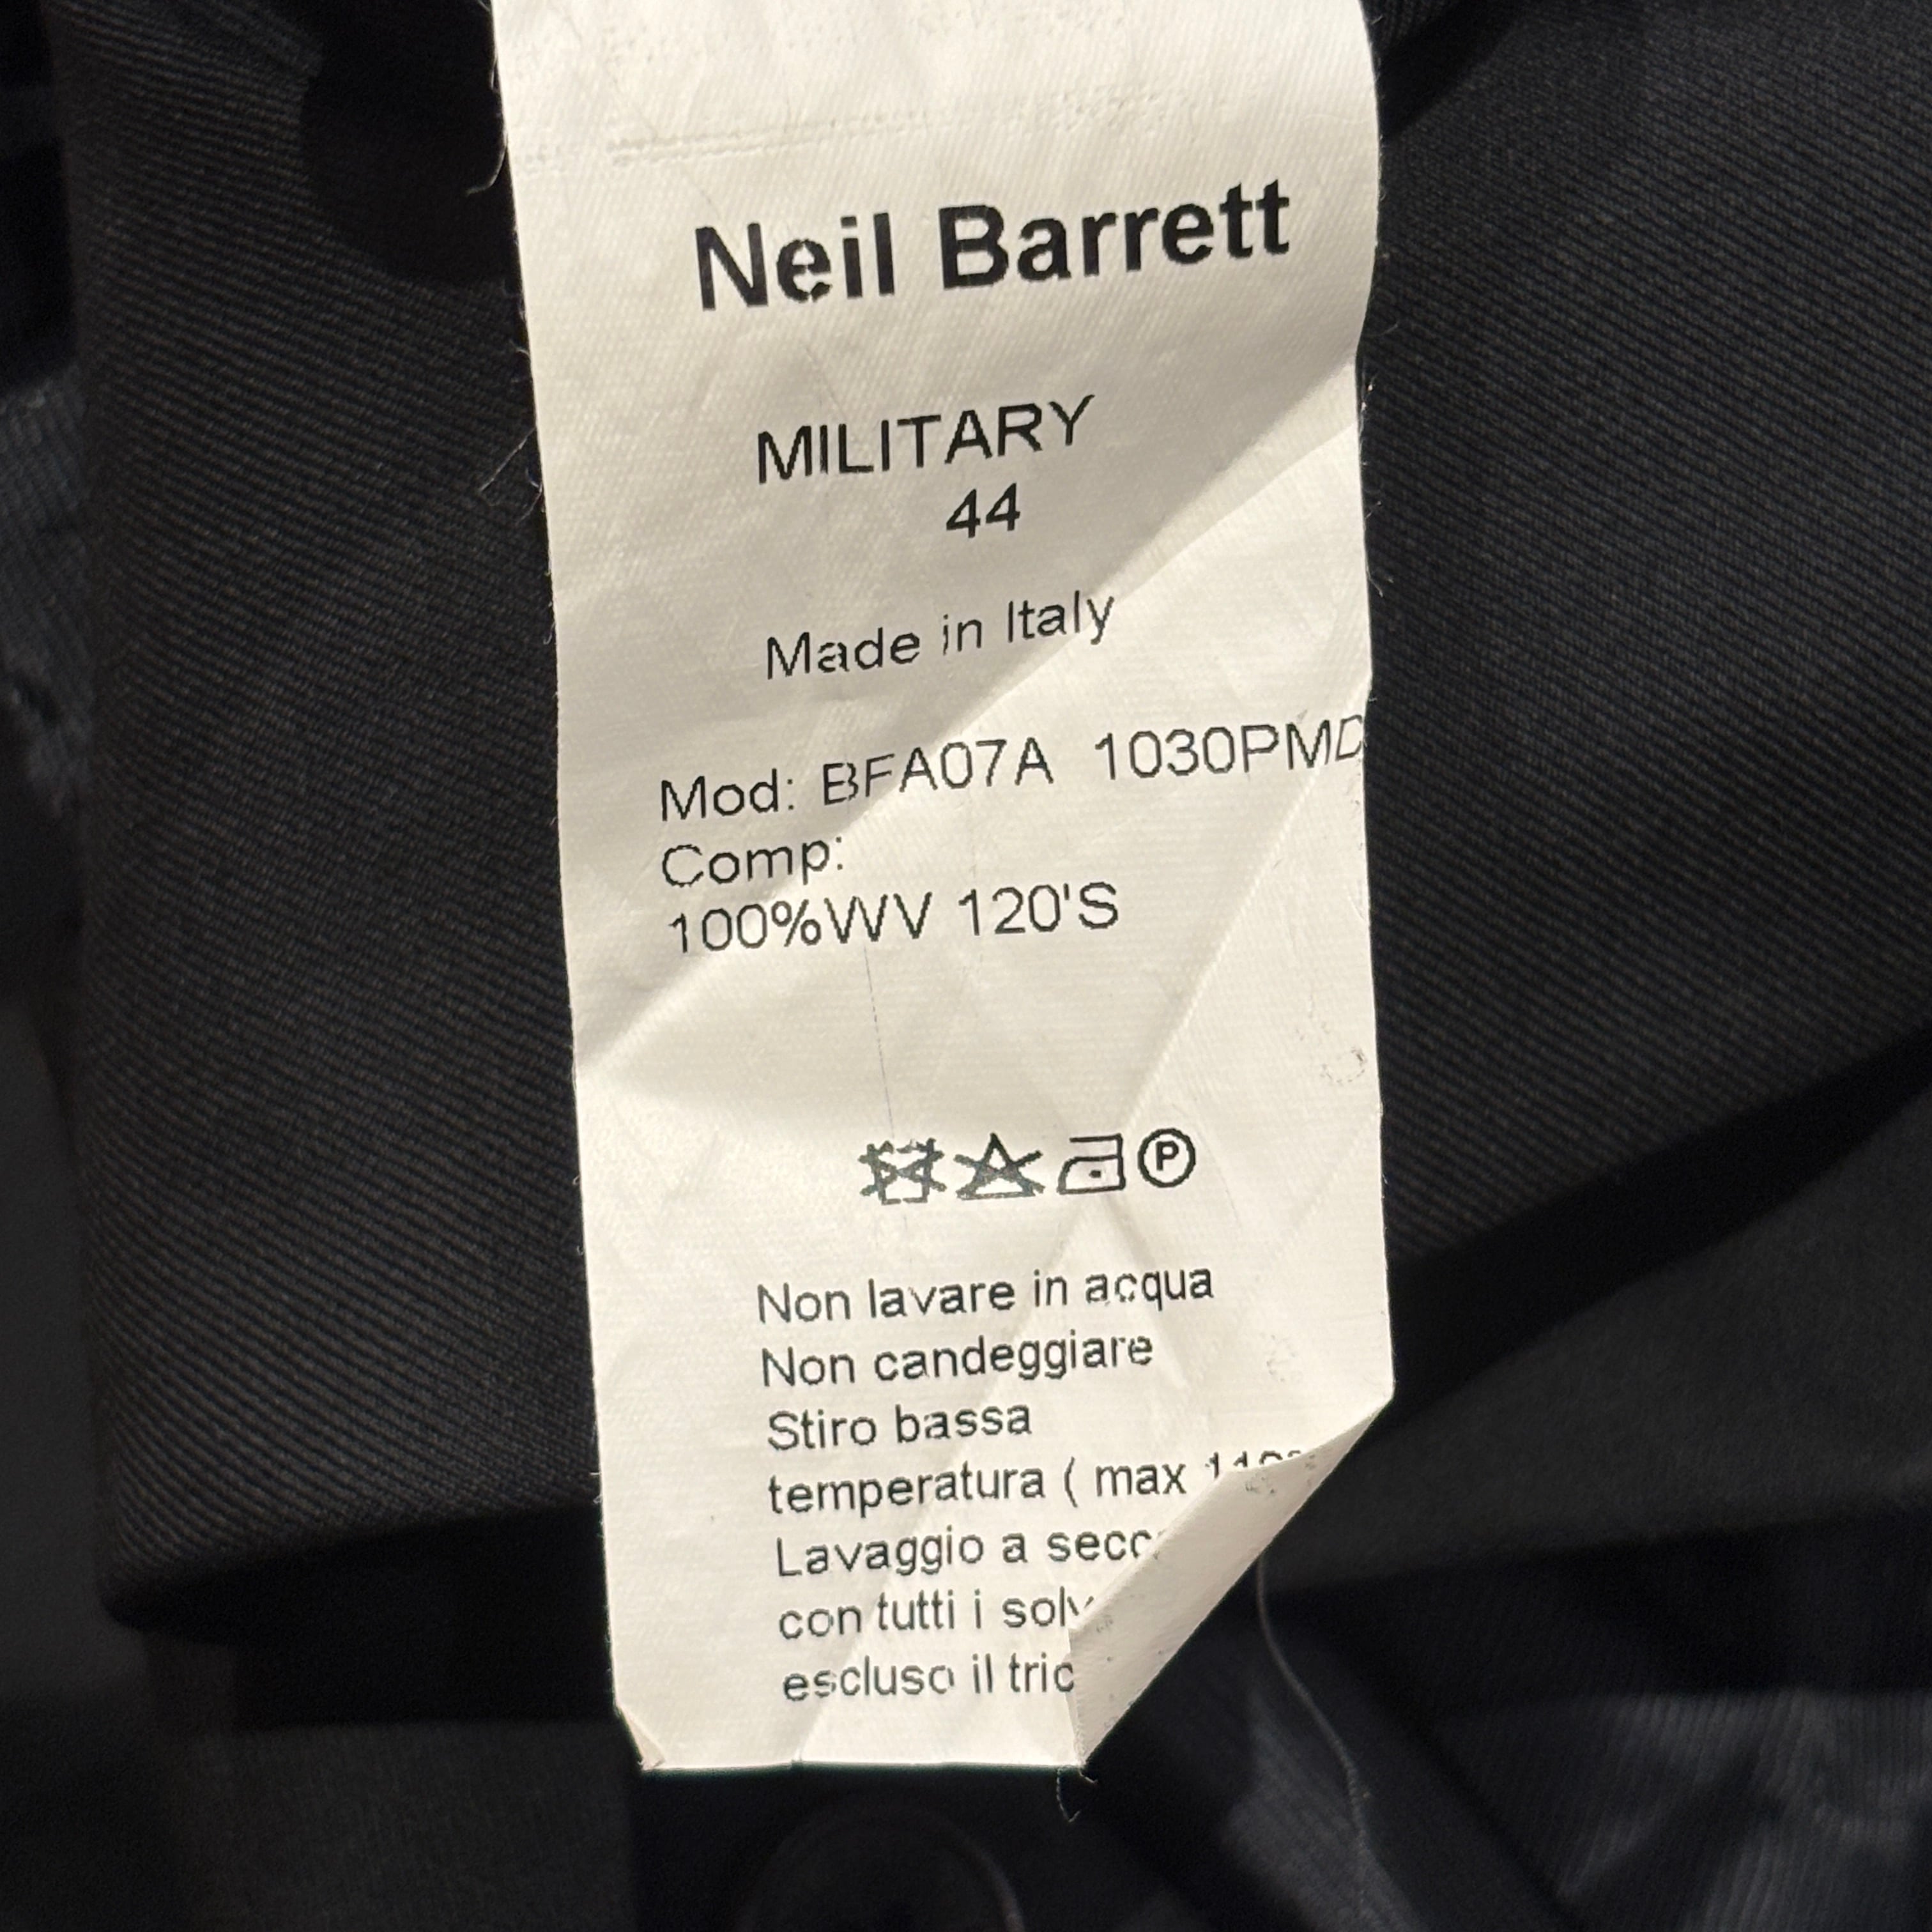 Neil Barrett
MILITARY
44
Made in Italy
Mod: BFA07A 1030PMD
Comp:
100%WV 120'S
P
Non lavare in acqua
Non candeggiare
Stiro bassa
temperatura ( max
Lavaggio a secc
con tutti i solv
escluso il tric